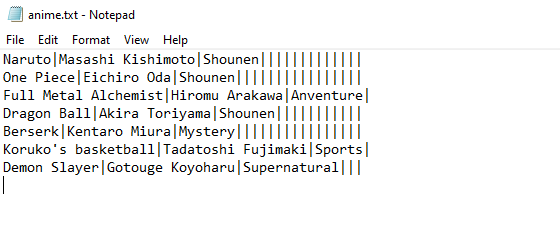 anime.txt - Notepad
File Edit Format View Help
Naruto|Masashi Kishimoto|Shounen|||||||||||||
One Piece|Eichiro Oda|Shounen||||||||||||||||
Full Metal Alchemist|Hiromu Arakawa|Anventure|
Dragon Ball|Akira Toriyama|Shounen|||||||||||
Berserk|Kentaro Miura|Mystery||||||||||||||||
Koruko's basketball|Tadatoshi Fujimaki|Sports|
Demon Slayer|Gotouge Koyoharu|Supernatural|||